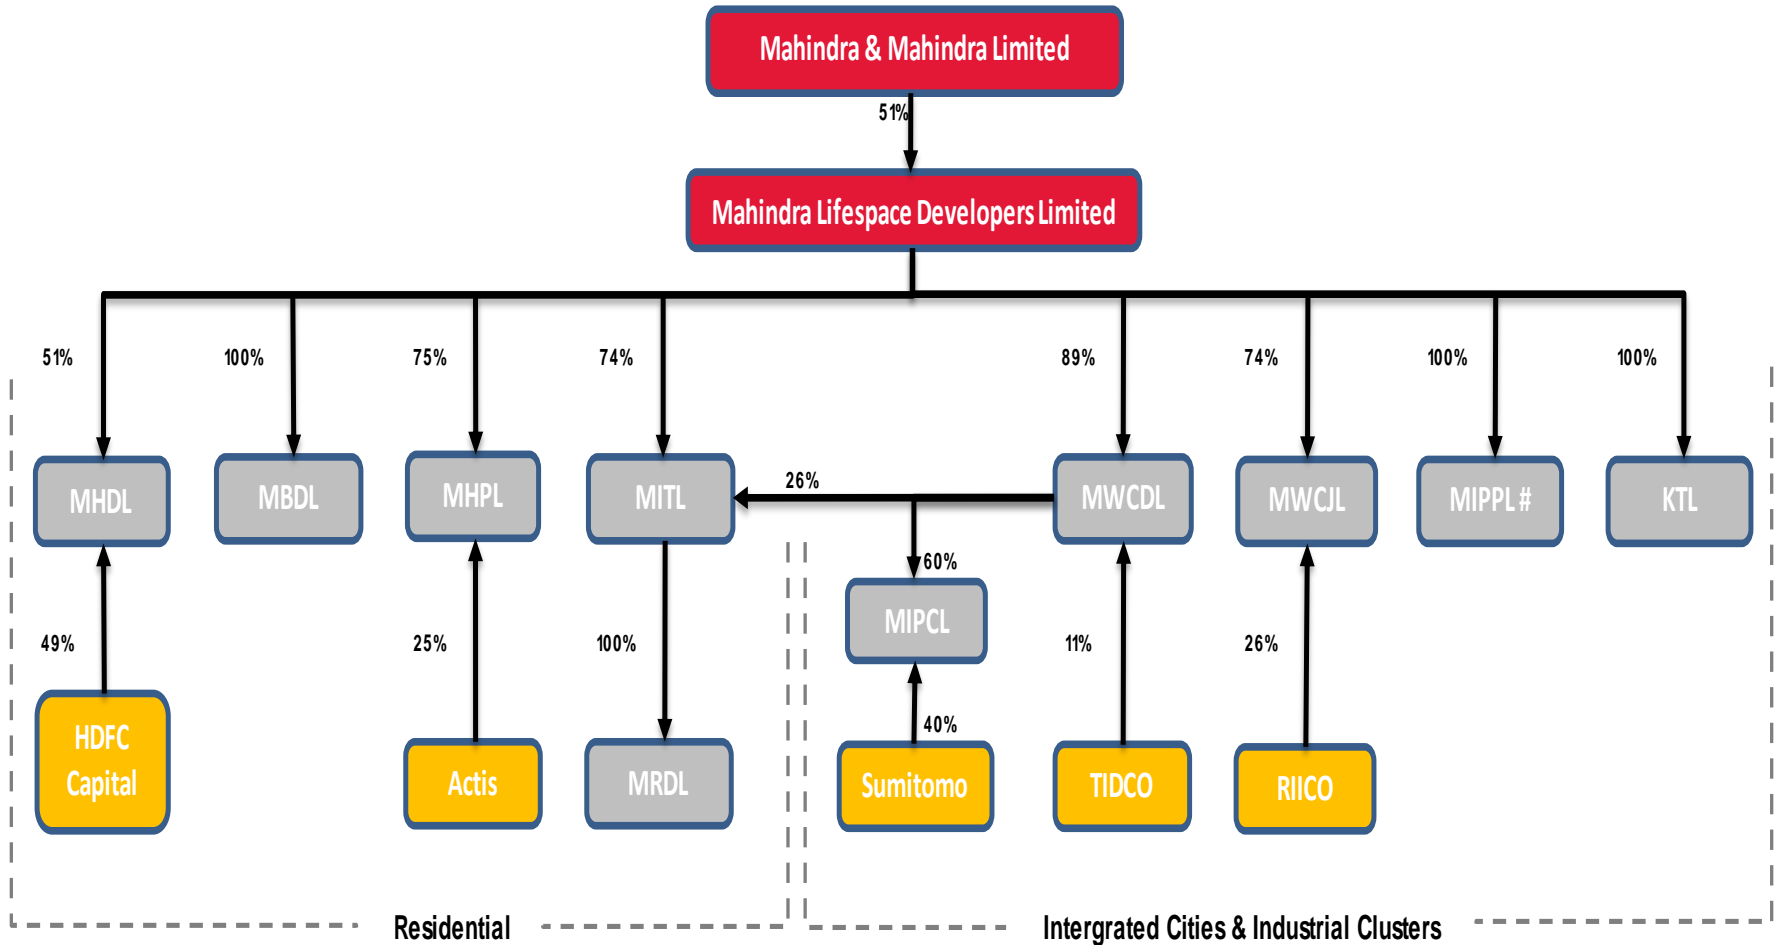 Mahindra & Mahindra Limited
51%
Mahindra Lifespace Developers Limited
51%
100%
75%
74%
89%
74%
100%
100%
MHDL
MBDL
MHPL
MITL
26%
MWCDL
MWCJL
MIPPL #
KTL
60%
MIPCL
49%
25%
100%
11%
26%
40%
HDFC
Capital
Actis
MRDL
Sumitomo
TIDCO
RIICO
Residential
Intergrated Cities & Industrial Clusters